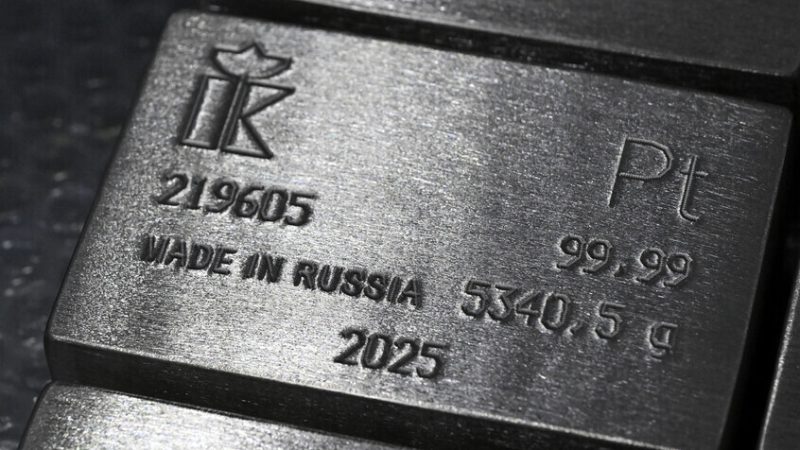 K
219605
MADE IN RUSSIA
2025
Pt
99.99
5340,5 g